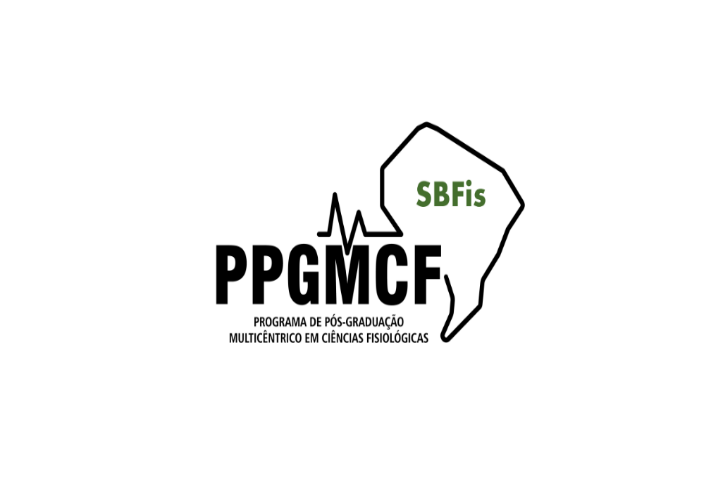 SBFis
PPGMCF
PROGRAMA DE PÓS-GRADUAÇÃO
MULTICÊNTRICO EM CIÊNCIAS FISIOLÓGICAS